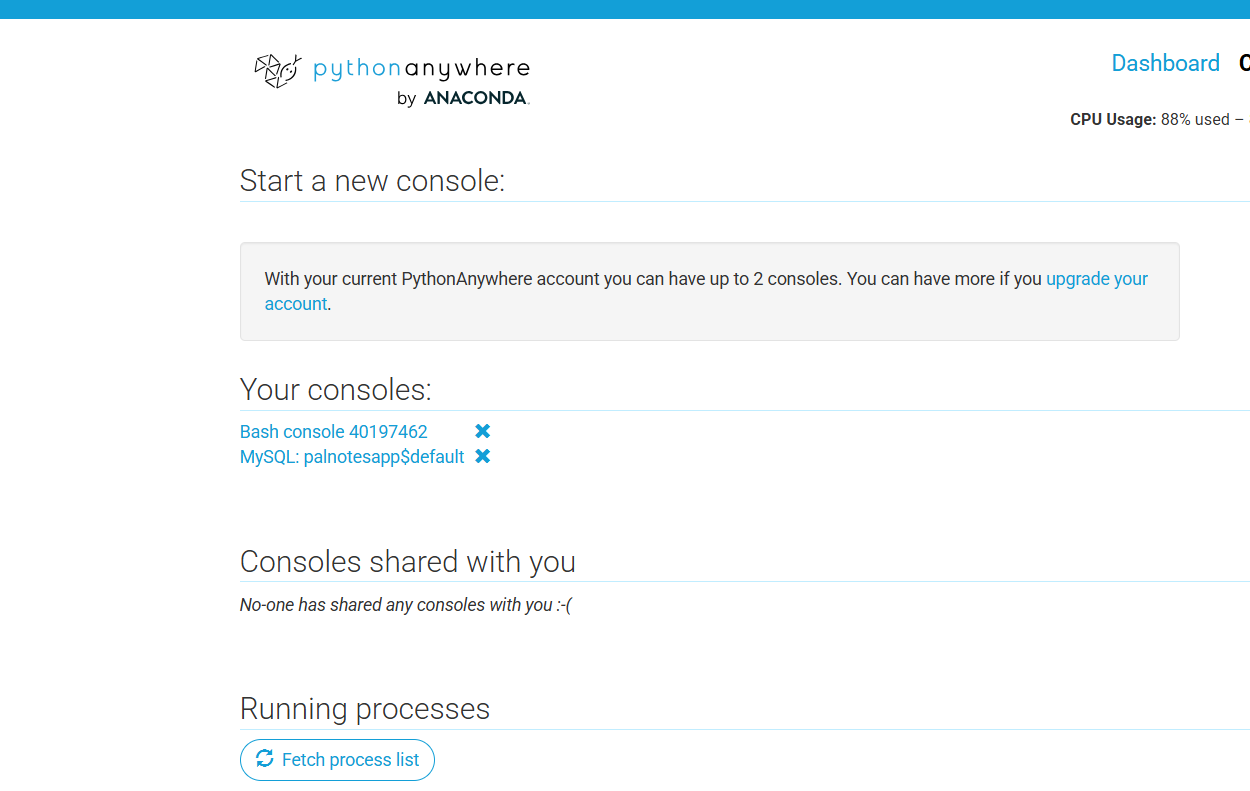 pythonanywhere
by ANACONDA.
Dashboard
CPU Usage: 88% used –
Start a new console:
With your current PythonAnywhere account you can have up to 2 consoles. You can have more if you upgrade your
account.
Your consoles:
Bash console 40197462
MySQL: palnotesapp$default
Consoles shared with you
No-one has shared any consoles with you :-(
Running processes
Fetch process list